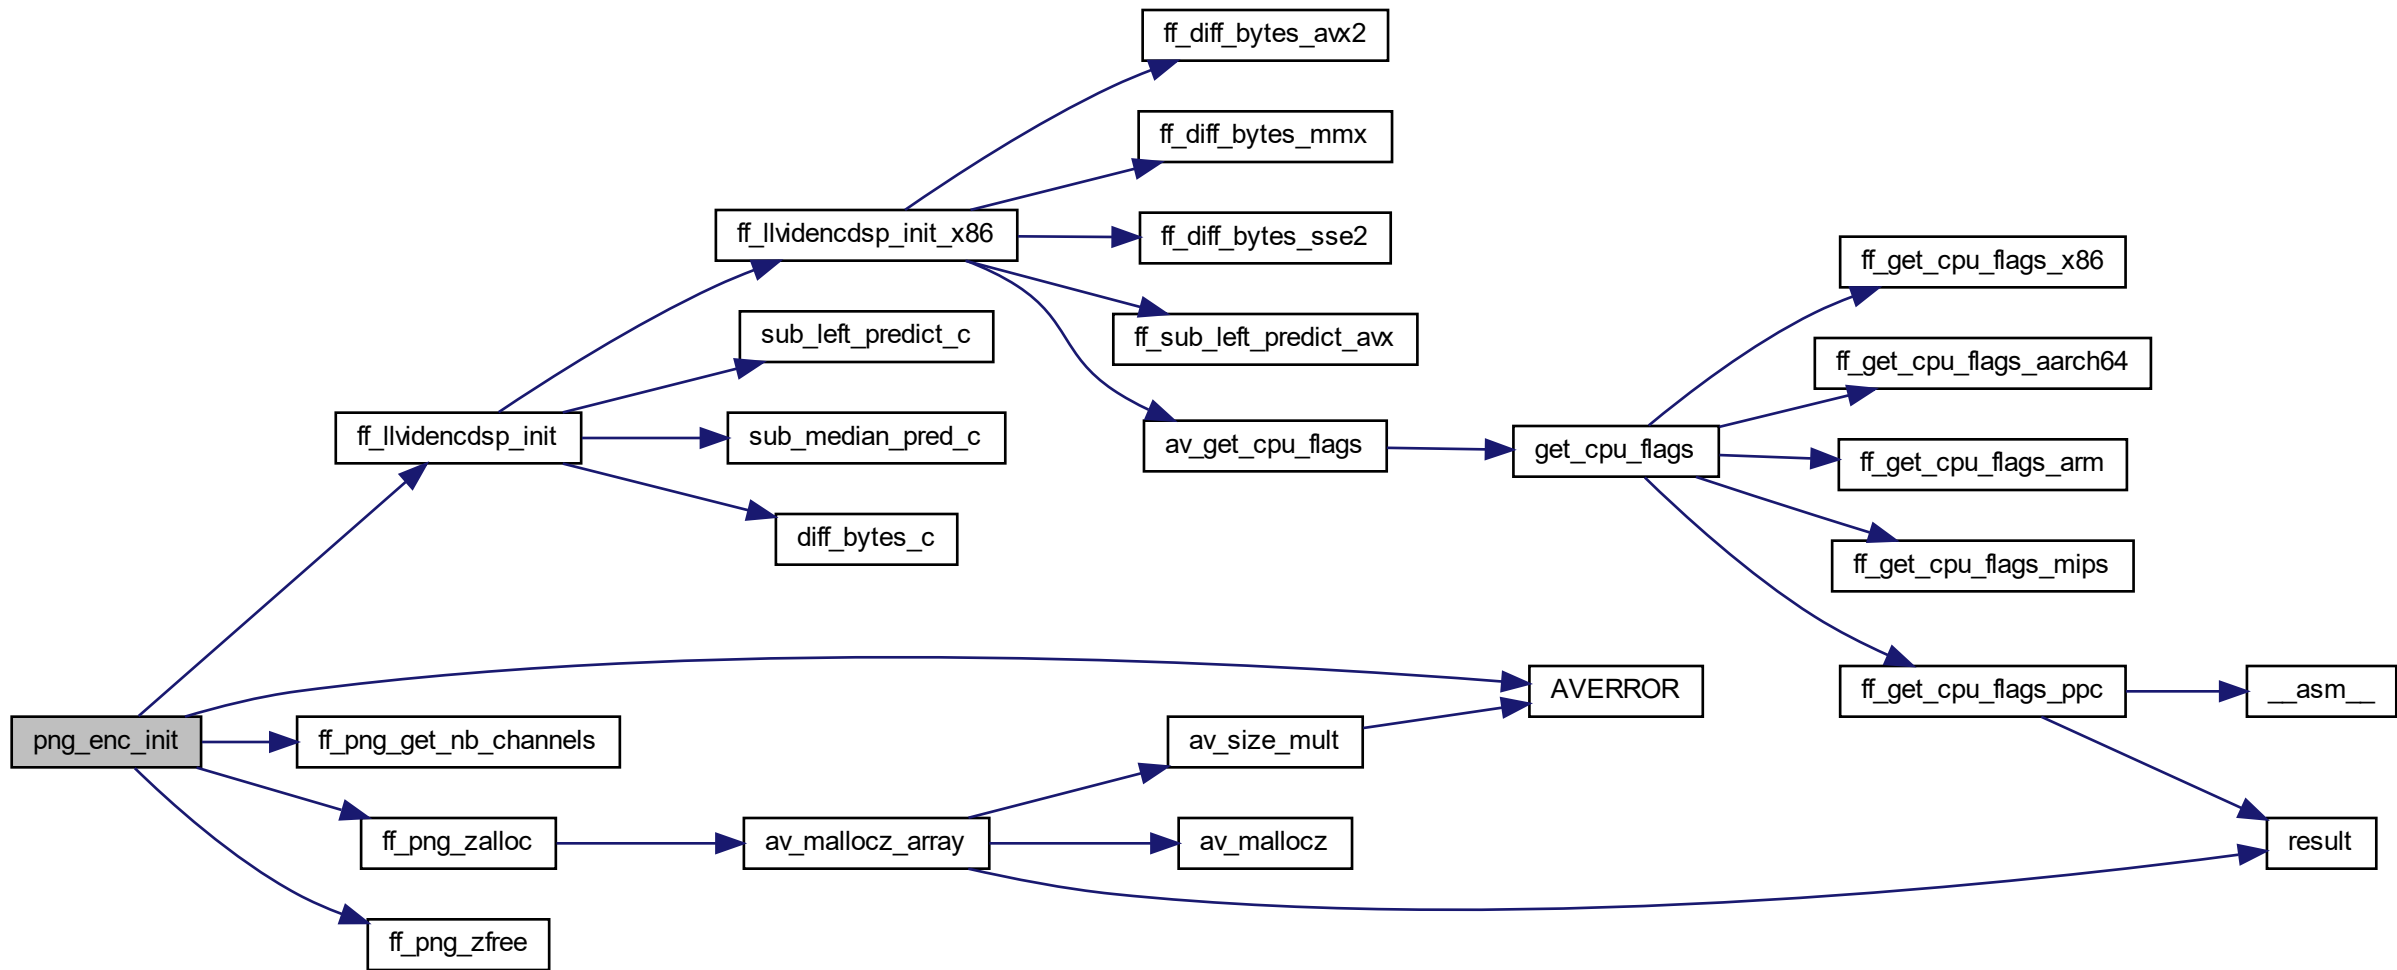 ff_diff_bytes_avx2
ff_diff_bytes_mmx
ff_llvidencdsp_init_x86
ff_diff_bytes_sse2
ff_get_cpu_flags_x86
sub_left_predict_c
ff_sub_left_predict_avx
ff_get_cpu_flags_aarch64
ff_llvidencdsp_init
sub_median_pred_c
av_get_cpu_flags
get_cpu_flags
ff_get_cpu_flags_arm
diff_bytes_c
ff_get_cpu_flags_mips
AVERROR
ff_get_cpu_flags_ppc
__asm__
png_enc_init
ff_png_get_nb_channels
av_size_mult
ff_png_zalloc
av_mallocz_array
av_mallocz
result
ff_png_zfree